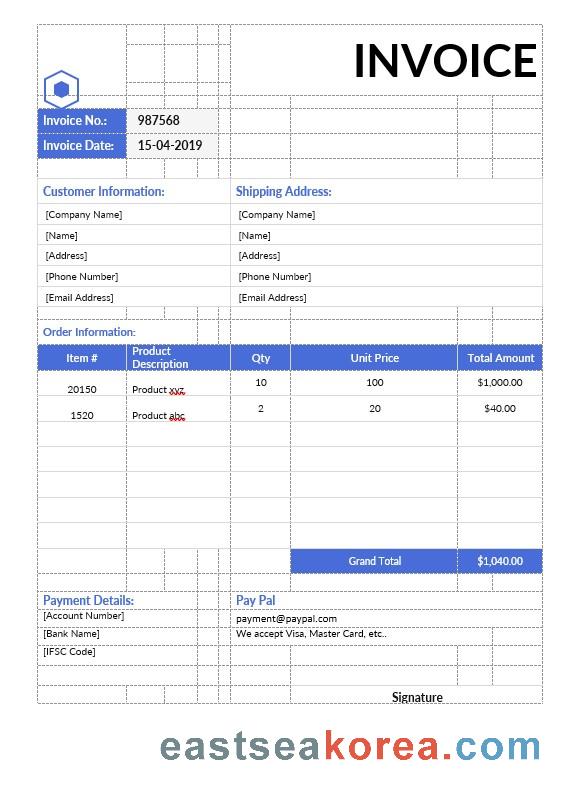 INVOICE
Invoice No.: 987568
Invoice Date: 15-04-2019
Customer Information: Shipping Address:
[Company Name] [Company Name]
[Name] [Name]
[Address] [Address]
[Phone Number] [Phone Number]
[Email Address] [Email Address]
Order Information:
Item # Product Description Qty Unit Price Total Amount
20150 Product xyz 10 100 $1,000.00
1520 Product abc 2 20 $40.00
Grand Total $1,040.00
Payment Details: Pay Pal
[Account Number] payment@paypal.com
[Bank Name] We accept Visa, Master Card, etc..
[IFSC Code]
Signature
eastseakorea.com